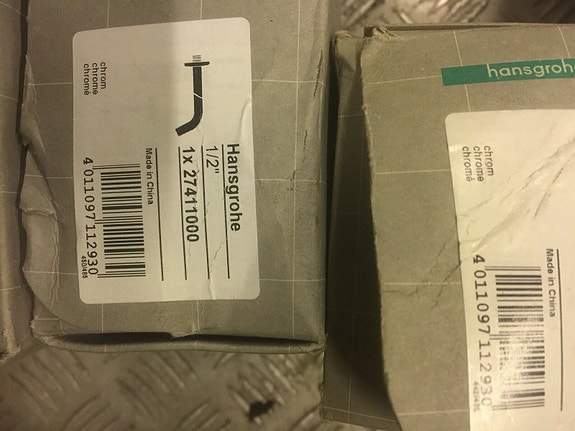 Hansgrohe
1/2"
1x 27411000
chrom
chrome
chromé
Made in China
4 011097 112930
hansgrohe
chrom
chrome
chromé
Made in China
4 011097 112930